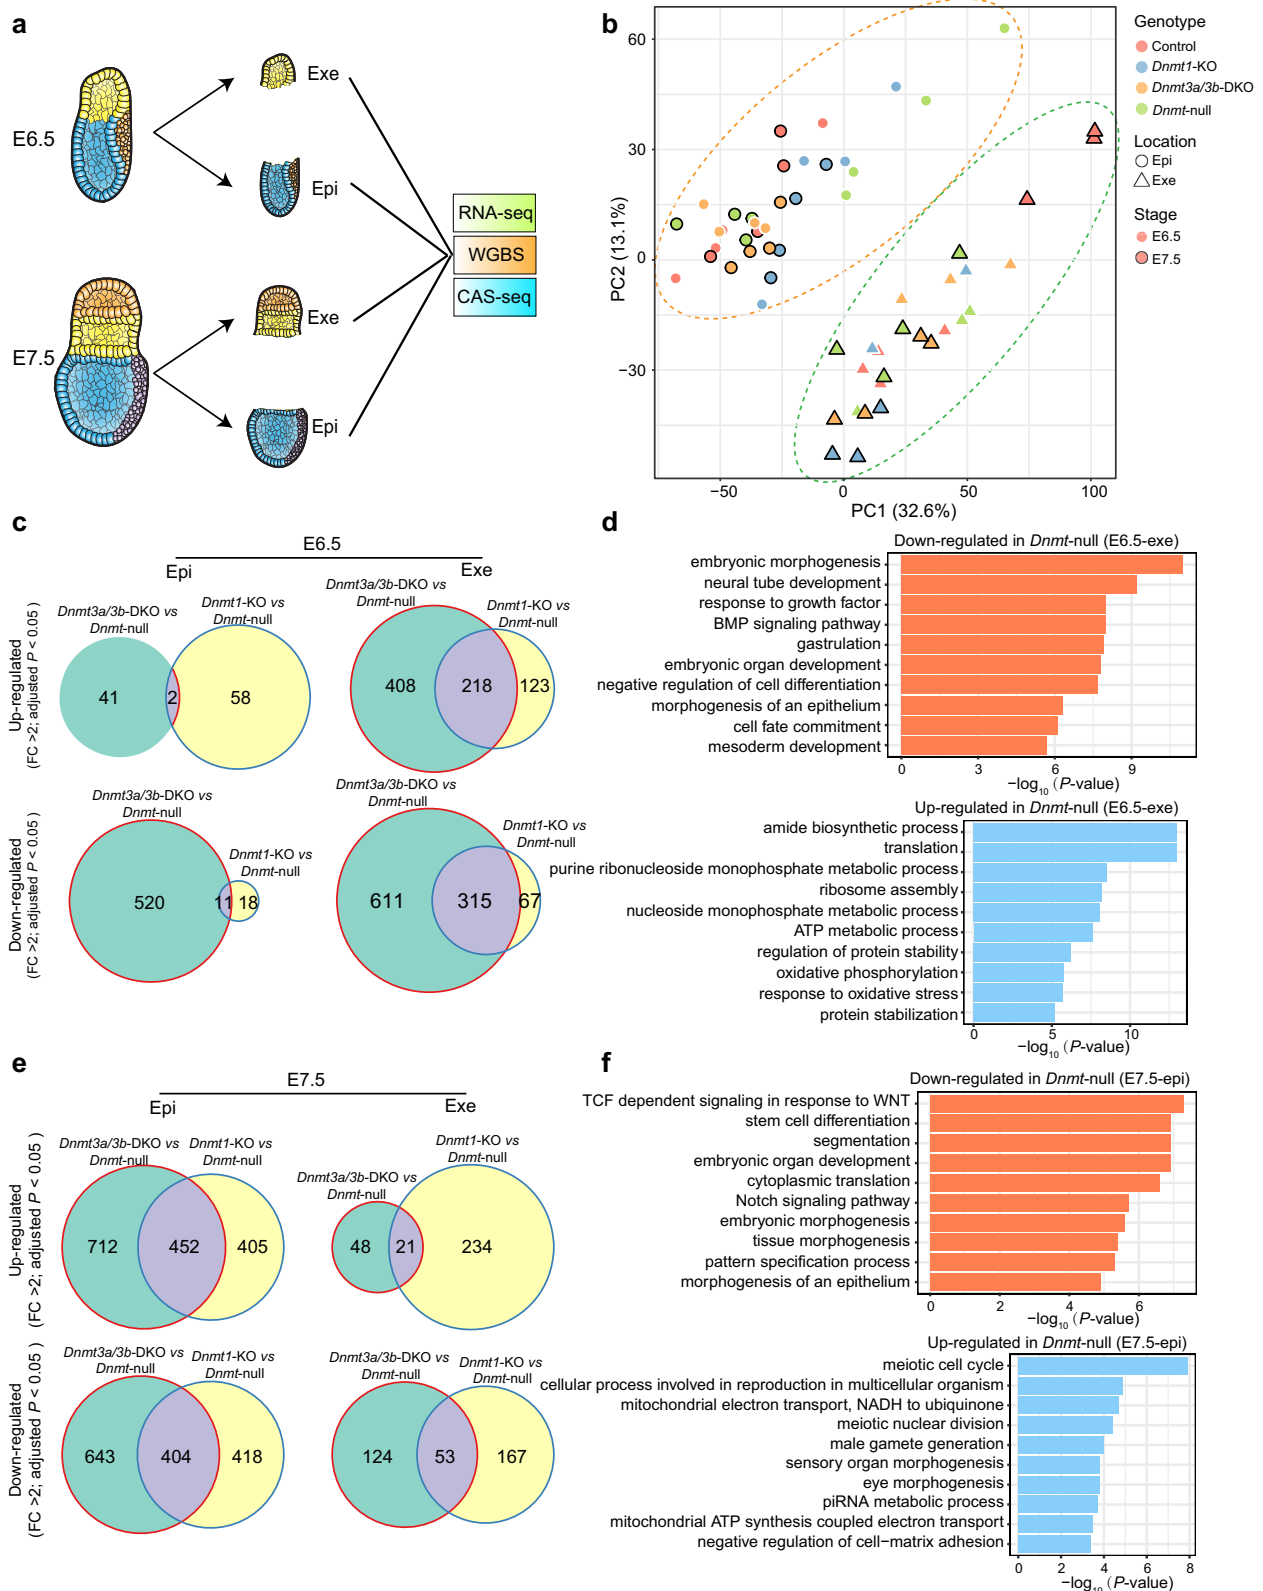 a
E6.5
Exe
Epi
E7.5
Exe
Epi
RNA-seq
WGBS
CAS-seq
b
60
30
0
−30
PC2 (13.1%)
−50
0
50
100
PC1 (32.6%)
Genotype
Control
Dnmt1-KO
Dnmt3a/3b-DKO
Dnmt-null
Location
Epi
Exe
Stage
E6.5
E7.5
c
E6.5
Epi
Exe
Up-regulated
(FC >2; adjusted P < 0.05 )
Dnmt3a/3b-DKO vs
Dnmt-null
Dnmt1-KO vs
Dnmt-null
41
2
58
Dnmt3a/3b-DKO vs
Dnmt-null
Dnmt1-KO vs
Dnmt-null
408
218
123
Down-regulated
(FC >2; adjusted P < 0.05 )
Dnmt3a/3b-DKO vs
Dnmt-null
Dnmt1-KO vs
Dnmt-null
520
11
18
Dnmt3a/3b-DKO vs
Dnmt-null
Dnmt1-KO vs
Dnmt-null
611
315
67
d
Down-regulated in Dnmt-null (E6.5-exe)
embryonic morphogenesis
neural tube development
response to growth factor
BMP signaling pathway
gastrulation
embryonic organ development
negative regulation of cell differentiation
morphogenesis of an epithelium
cell fate commitment
mesoderm development
0
3
6
9
−log10 (P-value)
Up-regulated in Dnmt-null (E6.5-exe)
amide biosynthetic process
translation
purine ribonucleoside monophosphate metabolic process
ribosome assembly
nucleoside monophosphate metabolic process
ATP metabolic process
regulation of protein stability
oxidative phosphorylation
response to oxidative stress
protein stabilization
0
5
10
−log10 (P-value)
e
E7.5
Epi
Exe
Up-regulated
(FC >2; adjusted P < 0.05 )
Dnmt3a/3b-DKO vs
Dnmt-null
Dnmt1-KO vs
Dnmt-null
712
452
405
Dnmt3a/3b-DKO vs
Dnmt-null
Dnmt1-KO vs
Dnmt-null
48
21
234
Down-regulated
(FC >2; adjusted P < 0.05 )
Dnmt3a/3b-DKO vs
Dnmt-null
Dnmt1-KO vs
Dnmt-null
643
404
418
Dnmt3a/3b-DKO vs
Dnmt-null
Dnmt1-KO vs
Dnmt-null
124
53
167
f
Down-regulated in Dnmt-null (E7.5-epi)
TCF dependent signaling in response to WNT
stem cell differentiation
segmentation
embryonic organ development
cytoplasmic translation
Notch signaling pathway
embryonic morphogenesis
tissue morphogenesis
pattern specification process
morphogenesis of an epithelium
0
2
4
6
−log10 (P-value)
Up-regulated in Dnmt-null (E7.5-epi)
meiotic cell cycle
cellular process involved in reproduction in multicellular organism
mitochondrial electron transport, NADH to ubiquinone
meiotic nuclear division
male gamete generation
sensory organ morphogenesis
eye morphogenesis
piRNA metabolic process
mitochondrial ATP synthesis coupled electron transport
negative regulation of cell−matrix adhesion
0
2
4
6
8
−log10 (P-value)